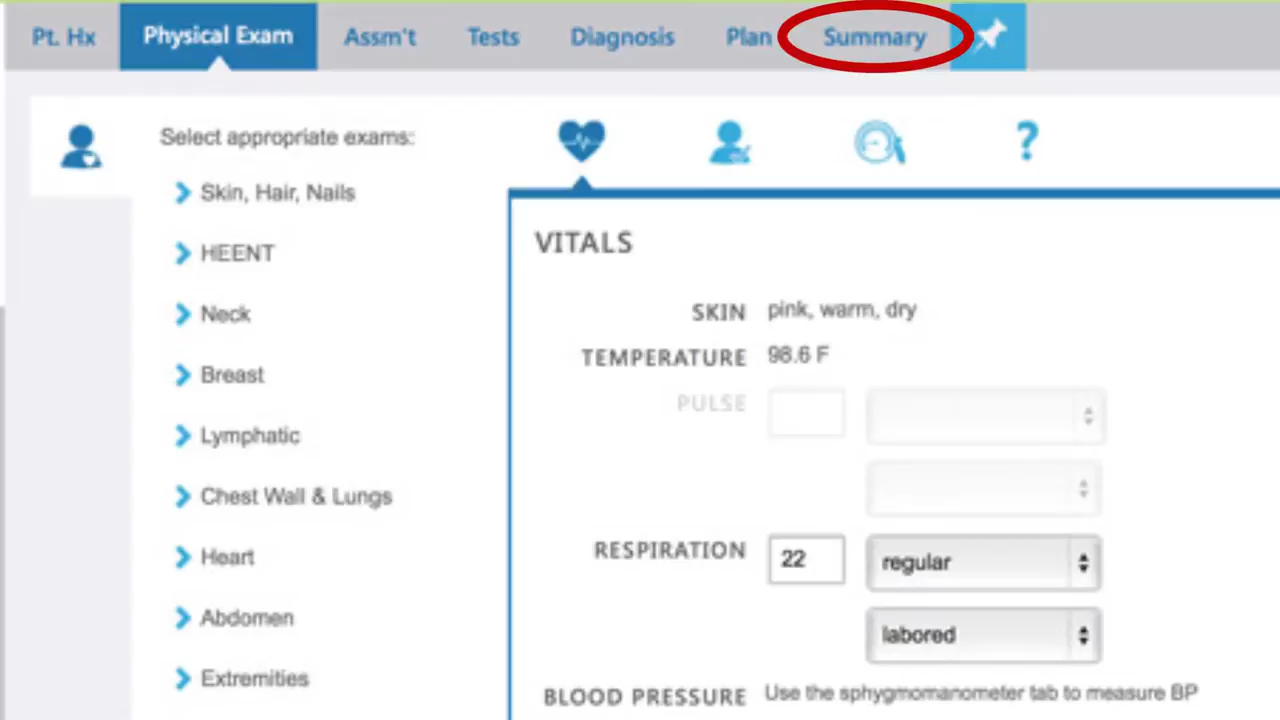 Pt. Hx Physical Exam Assm't Tests Diagnosis Plan Summary
Select appropriate exams:
Skin, Hair, Nails
HEENT
Neck
Breast
Lymphatic
Chest Wall & Lungs
Heart
Abdomen
Extremities
?
VITALS
SKIN pink, warm, dry
TEMPERATURE 98.6 F
PULSE
RESPIRATION 22 regular
labored
BLOOD PRESSURE Use the sphygmomanometer tab to measure BP